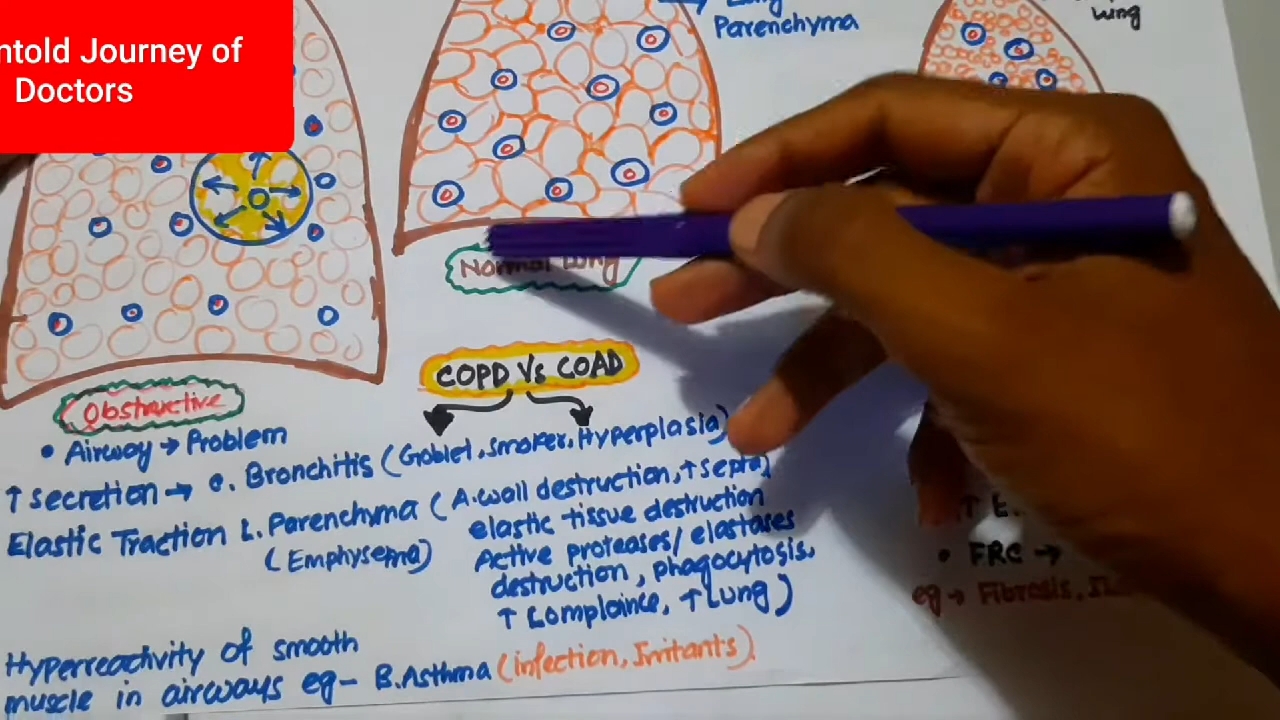 ntold Journey of
Doctors
Parenchyma
Lung
Normal Lung
COPD Vs COAD
Obstructive
• Airway → Problem
↑ secretion → c. Bronchitis (Goblet, smoker, Hyperplasia)
Elastic Traction L. Parenchyma (A. wall destruction, ↑ septa)
(Emphysema)
elastic tissue destruction
Active proteases/elastases
destruction, phagocytosis,
↑ complaince, ↑ Lung)
Hyperreactivity of smooth
muscle in airways eg- B. Asthma (infection, Irritants)
↑ E.
• FRC →
eg → Fibrosis,